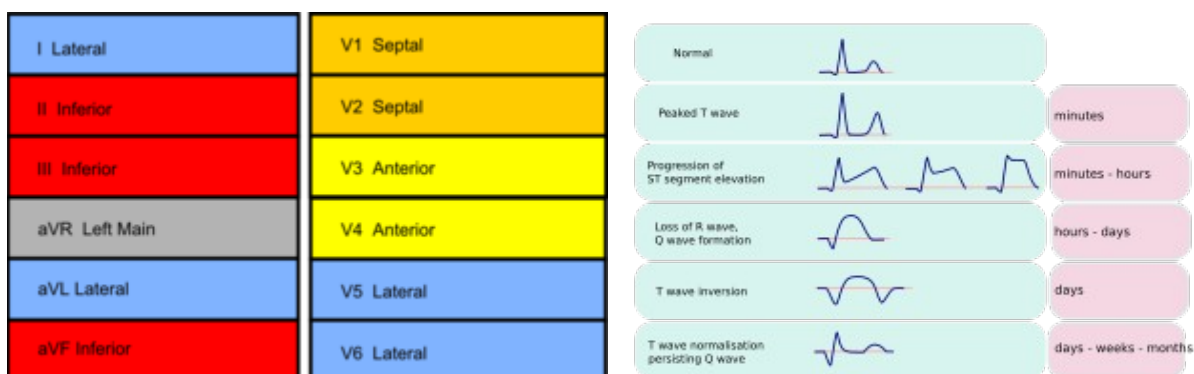 I Lateral
II Inferior
III Inferior
aVR Left Main
aVL Lateral
aVF Inferior
V1 Septal
V2 Septal
V3 Anterior
V4 Anterior
V5 Lateral
V6 Lateral
Normal
Peaked T wave
minutes
Progression of
ST segment elevation
minutes - hours
Loss of R wave,
Q wave formation
hours - days
T wave inversion
days
T wave normalisation
persisting Q wave
days - weeks - months